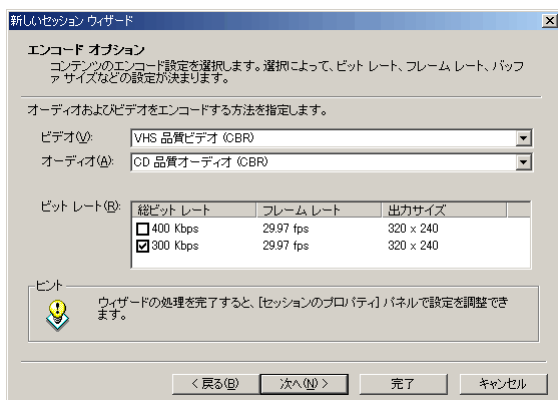 新しいセッション ウィザード
エンコード オプション
コンテンツのエンコード設定を選択します。選択によって、ビット レート、フレーム レート、バッフ
ァ サイズなどの設定が決まります。
オーディオおよびビデオをエンコードする方法を指定します。
ビデオ(V): VHS 品質ビデオ (CBR)
オーディオ(A): CD 品質オーディオ (CBR)
ビット レート(R): 総ビット レート フレーム レート 出力サイズ
400 Kbps 29.97 fps 320 x 240
300 Kbps 29.97 fps 320 x 240
ヒント
ウィザードの処理を完了すると、[セッションのプロパティ] パネルで設定を調整でき
ます。
< 戻る(B) 次へ(N) > 完了 キャンセル